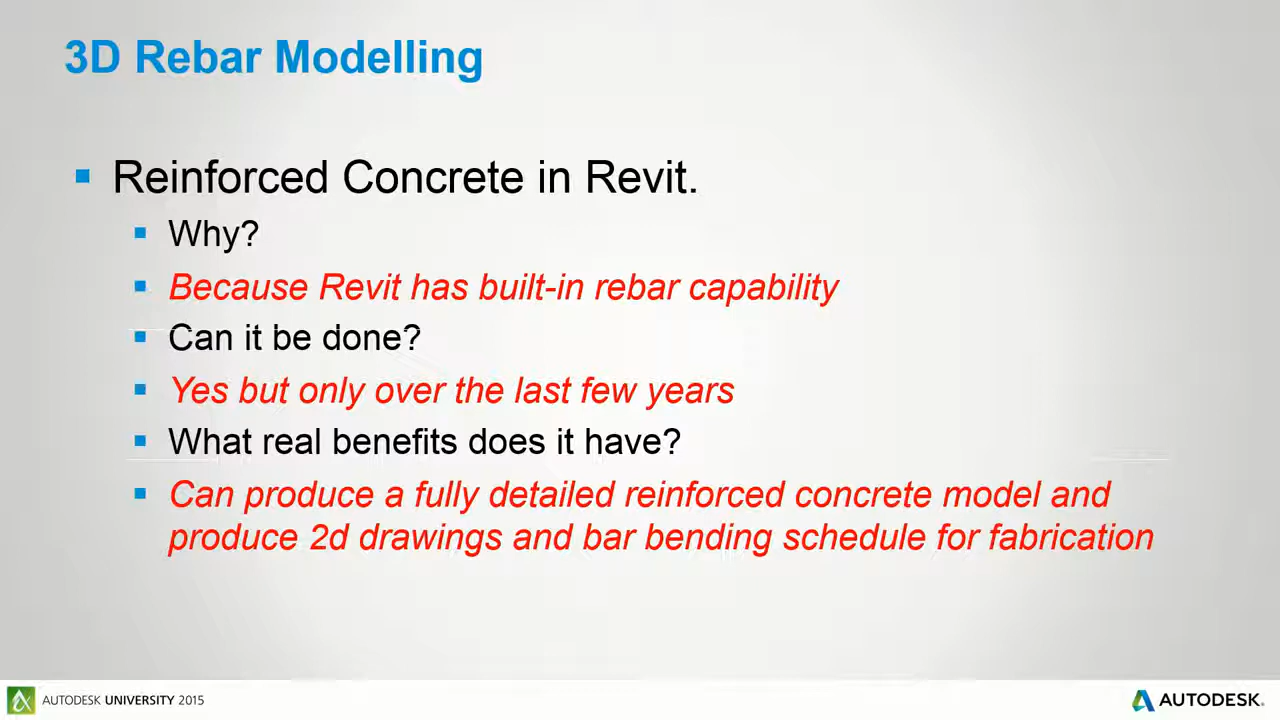 3D Rebar Modelling
Reinforced Concrete in Revit.
Why?
Because Revit has built-in rebar capability
Can it be done?
Yes but only over the last few years
What real benefits does it have?
Can produce a fully detailed reinforced concrete model and
produce 2d drawings and bar bending schedule for fabrication
AUTODESK UNIVERSITY 2015
AUTODESK.